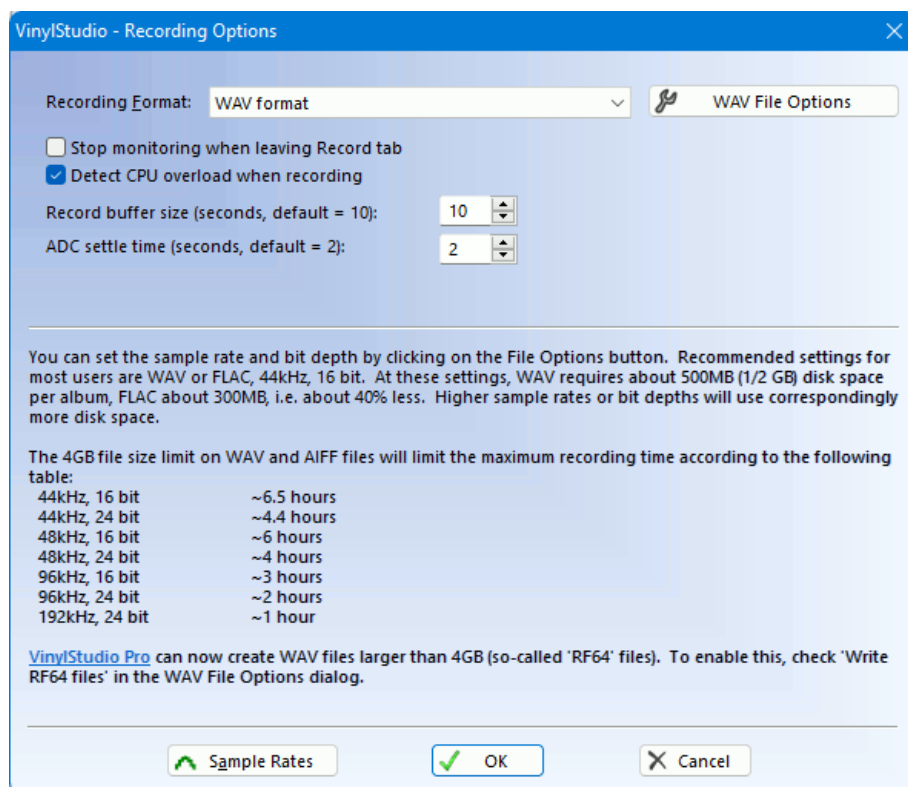 VinylStudio - Recording Options
Recording Format: WAV format WAV File Options
Stop monitoring when leaving Record tab
Detect CPU overload when recording
Record buffer size (seconds, default = 10): 10
ADC settle time (seconds, default = 2): 2
You can set the sample rate and bit depth by clicking on the File Options button. Recommended settings for
most users are WAV or FLAC, 44kHz, 16 bit. At these settings, WAV requires about 500MB (1/2 GB) disk space
per album, FLAC about 300MB, i.e. about 40% less. Higher sample rates or bit depths will use correspondingly
more disk space.
The 4GB file size limit on WAV and AIFF files will limit the maximum recording time according to the following
table:
44kHz, 16 bit ~6.5 hours
44kHz, 24 bit ~4.4 hours
48kHz, 16 bit ~6 hours
48kHz, 24 bit ~4 hours
96kHz, 16 bit ~3 hours
96kHz, 24 bit ~2 hours
192kHz, 24 bit ~1 hour
VinylStudio Pro can now create WAV files larger than 4GB (so-called 'RF64' files). To enable this, check 'Write
RF64 files' in the WAV File Options dialog.
Sample Rates OK Cancel